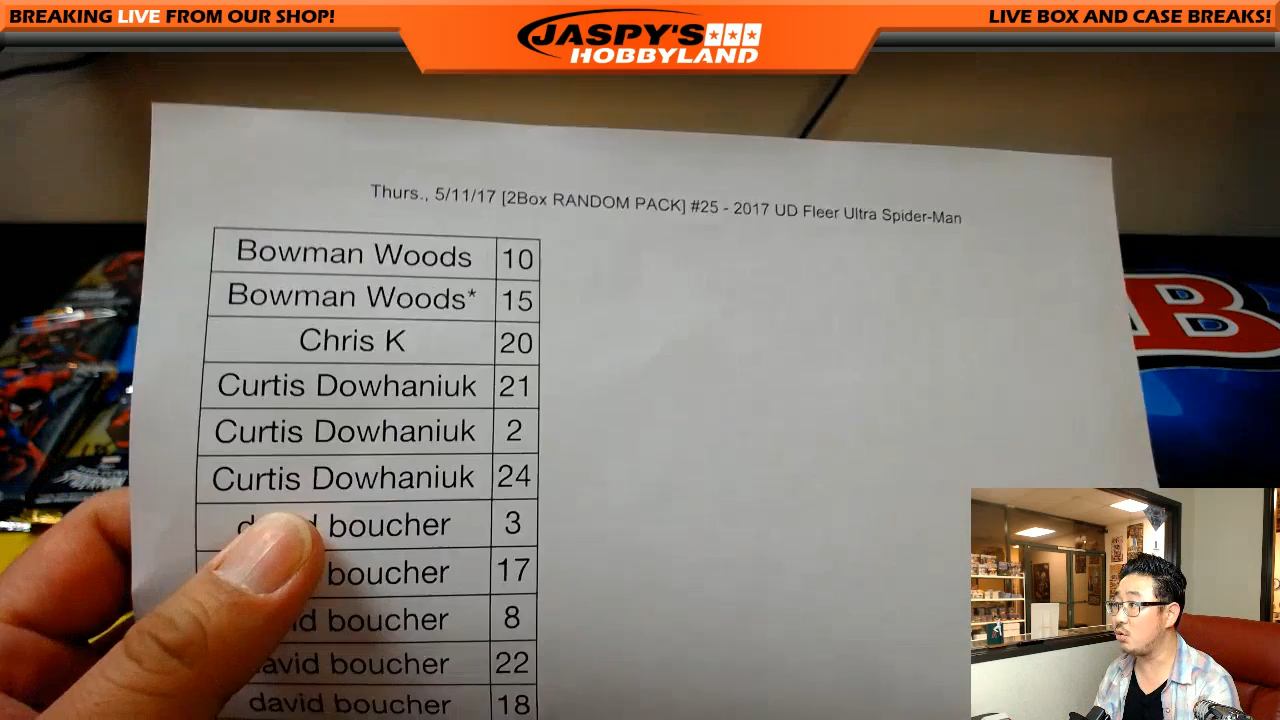 BREAKING LIVE FROM OUR SHOP!
JASPY'S
HOBBYLAND
LIVE BOX AND CASE BREAKS!
Thurs., 5/11/17 [2Box RANDOM PACK] #25 - 2017 UD Fleer Ultra Spider-Man
Bowman Woods 10
Bowman Woods* 15
Chris K 20
Curtis Dowhaniuk 21
Curtis Dowhaniuk 2
Curtis Dowhaniuk 24
boucher 3
boucher 17
boucher 8
david boucher 22
david boucher 18
B